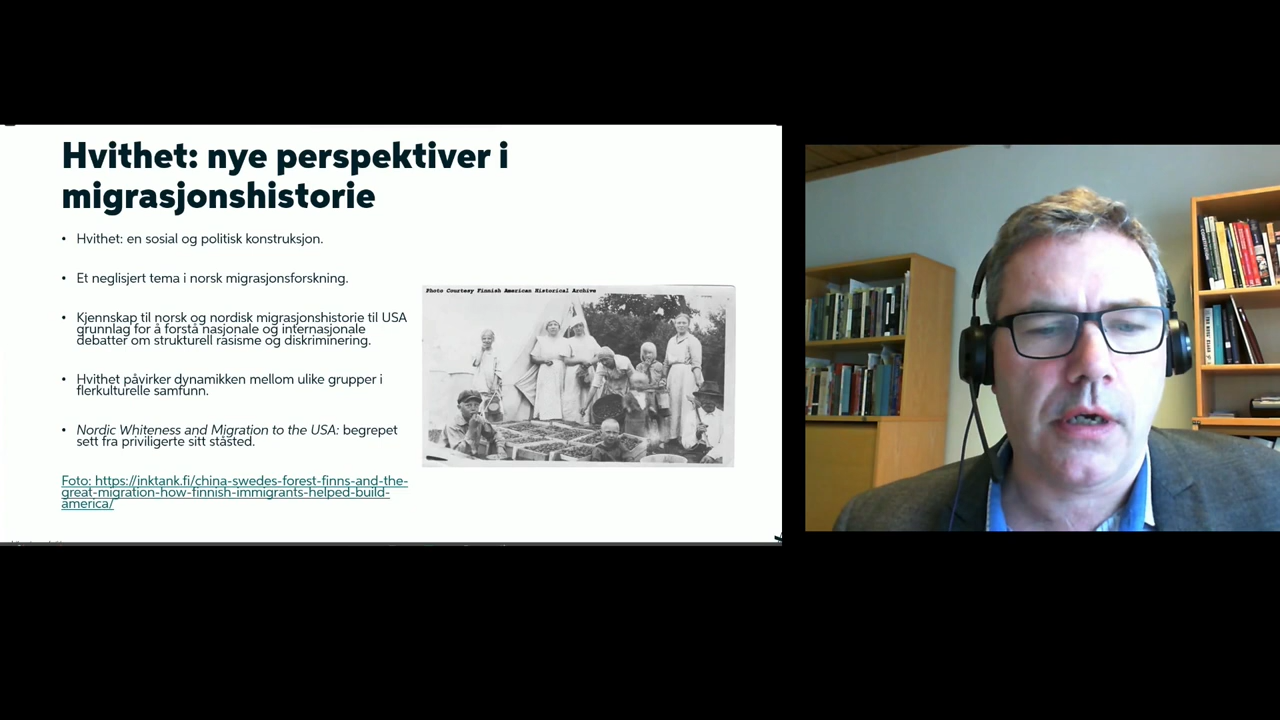 Hvithet: nye perspektiver i
migrasjonshistorie
• Hvithet: en sosial og politisk konstruksjon.
• Et neglisjert tema i norsk migrasjonsforskning.
• Kjennskap til norsk og nordisk migrasjonshistorie til USA
grunnlag for å forstå nasjonale og internasjonale
debatter om strukturell rasisme og diskriminering.
• Hvithet påvirker dynamikken mellom ulike grupper i
flerkulturelle samfunn.
• Nordic Whiteness and Migration to the USA: begrepet
sett fra priviligerte sitt ståsted.
Foto: https://inktank.fi/china-swedes-forest-finns-and-the-
great-migration-how-finnish-immigrants-helped-build-
america/
Photo Courtesy Finnish American Historical Archive